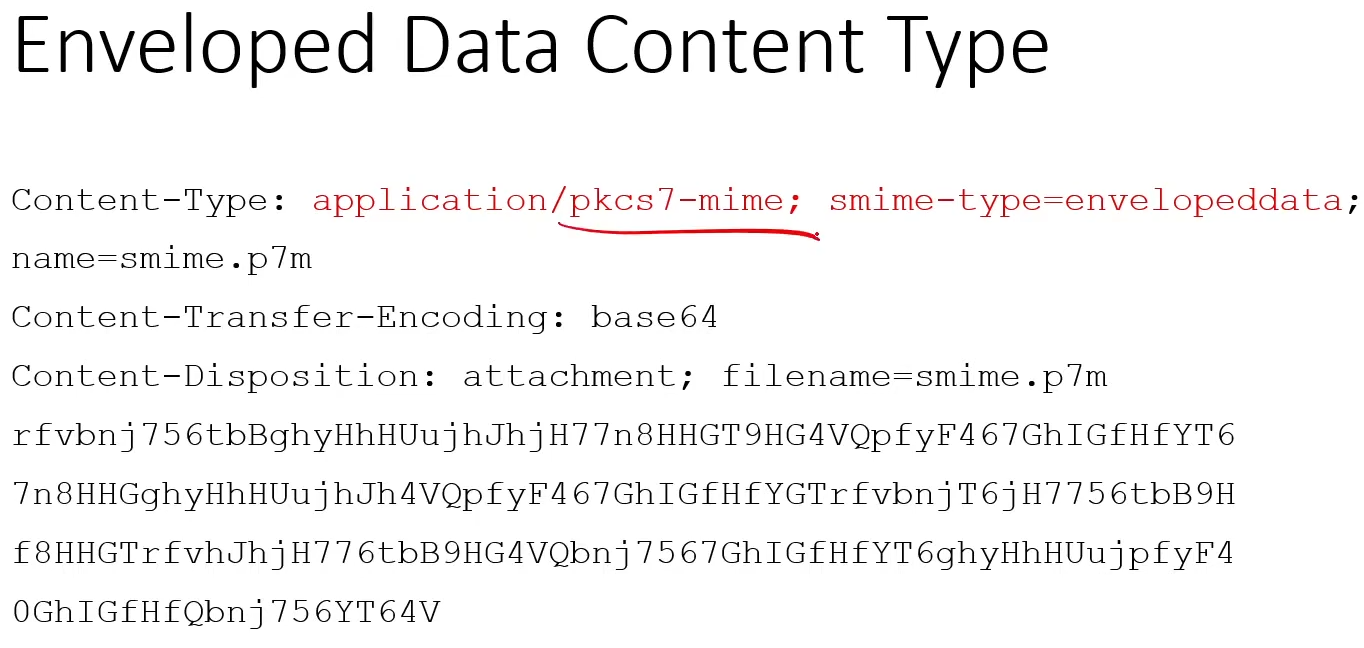 Enveloped Data Content Type
Content-Type: application/pkcs7-mime; smime-type=envelopeddata;
name=smime.p7m
Content-Transfer-Encoding: base64
Content-Disposition: attachment; filename=smime.p7m
rfvbnj756tbBghyHhHUujhJhjH77n8HHGT9HG4VQpfyF467GhIGfHfYT6
7n8HHGghyHhHUujhJh4VQpfyF467GhIGfHfYGTrfvbnjT6jH7756tbB9H
f8HHGTrfvhJhjH776tbB9HG4VQbnj7567GhIGfHfYT6ghyHhHUujpfyF4
0GhIGfHfQbnj756YT64V